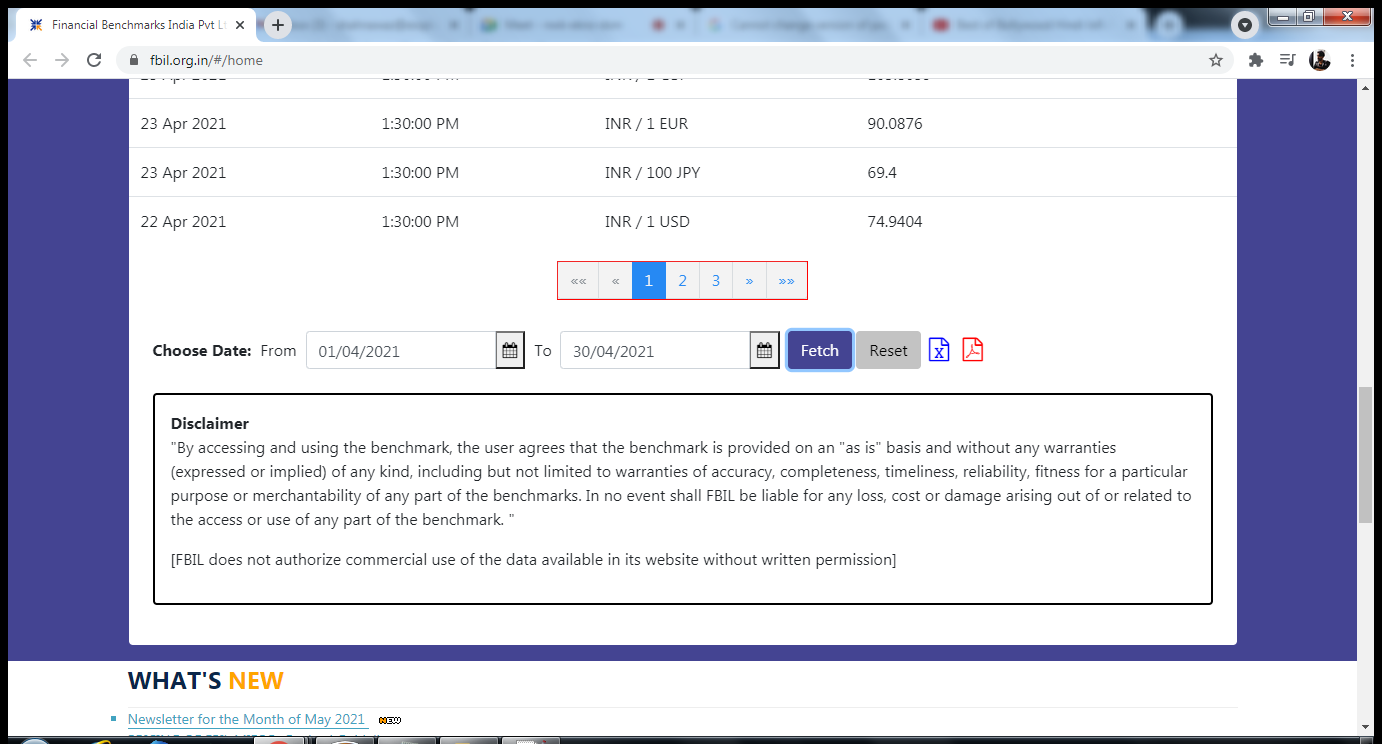 Financial Benchmarks India Pvt Lt
fbil.org.in/#/home
23 Apr 2021 1:30:00 PM INR / 1 EUR 90.0876
23 Apr 2021 1:30:00 PM INR / 100 JPY 69.4
22 Apr 2021 1:30:00 PM INR / 1 USD 74.9404
«« « 1 2 3 » »»
Choose Date: From 01/04/2021 To 30/04/2021 Fetch Reset
Disclaimer
"By accessing and using the benchmark, the user agrees that the benchmark is provided on an "as is" basis and without any warranties
(expressed or implied) of any kind, including but not limited to warranties of accuracy, completeness, timeliness, reliability, fitness for a particular
purpose or merchantability of any part of the benchmarks. In no event shall FBIL be liable for any loss, cost or damage arising out of or related to
the access or use of any part of the benchmark. "
[FBIL does not authorize commercial use of the data available in its website without written permission]
WHAT'S NEW
Newsletter for the Month of May 2021 NEW